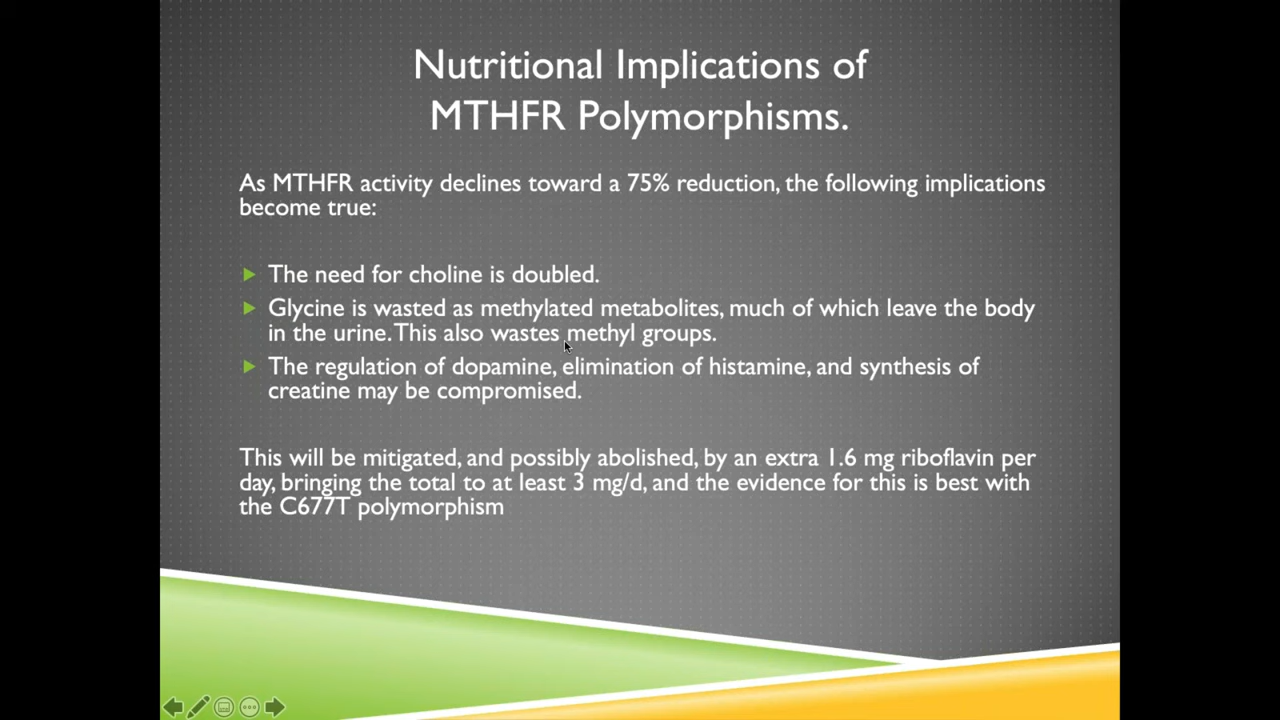 Nutritional Implications of
MTHFR Polymorphisms.
As MTHFR activity declines toward a 75% reduction, the following implications
become true:
The need for choline is doubled.
Glycine is wasted as methylated metabolites, much of which leave the body
in the urine. This also wastes methyl groups.
The regulation of dopamine, elimination of histamine, and synthesis of
creatine may be compromised.
This will be mitigated, and possibly abolished, by an extra 1.6 mg riboflavin per
day, bringing the total to at least 3 mg/d, and the evidence for this is best with
the C677T polymorphism